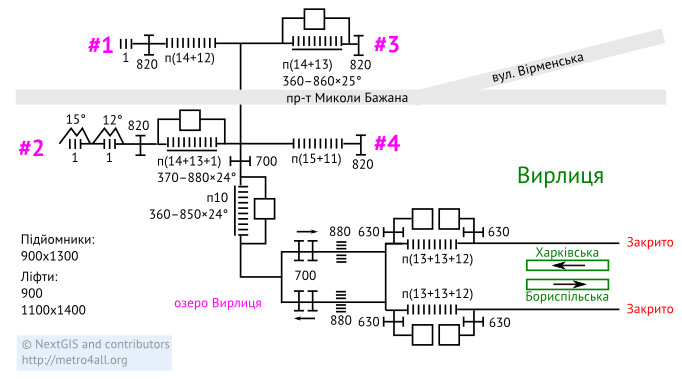 #1
1
820
п(14+12)
п(14+13)
360–860×25°
820
#3
вул. Вірменська
пр-т Миколи Бажана
15°
12°
820
#2
1
1
п(14+13+1)
370–880×24°
п(15+11)
820
#4
700
п10
360–850×24°
Вирлиця
Підйомники:
900x1300
Ліфти:
900
1100x1400
озеро Вирлиця
880
700
880
630
630
п(13+13+12)
Закрито
Харківська
Бориспільська
п(13+13+12)
Закрито
630
630
© NextGIS and contributors
http://metro4all.org